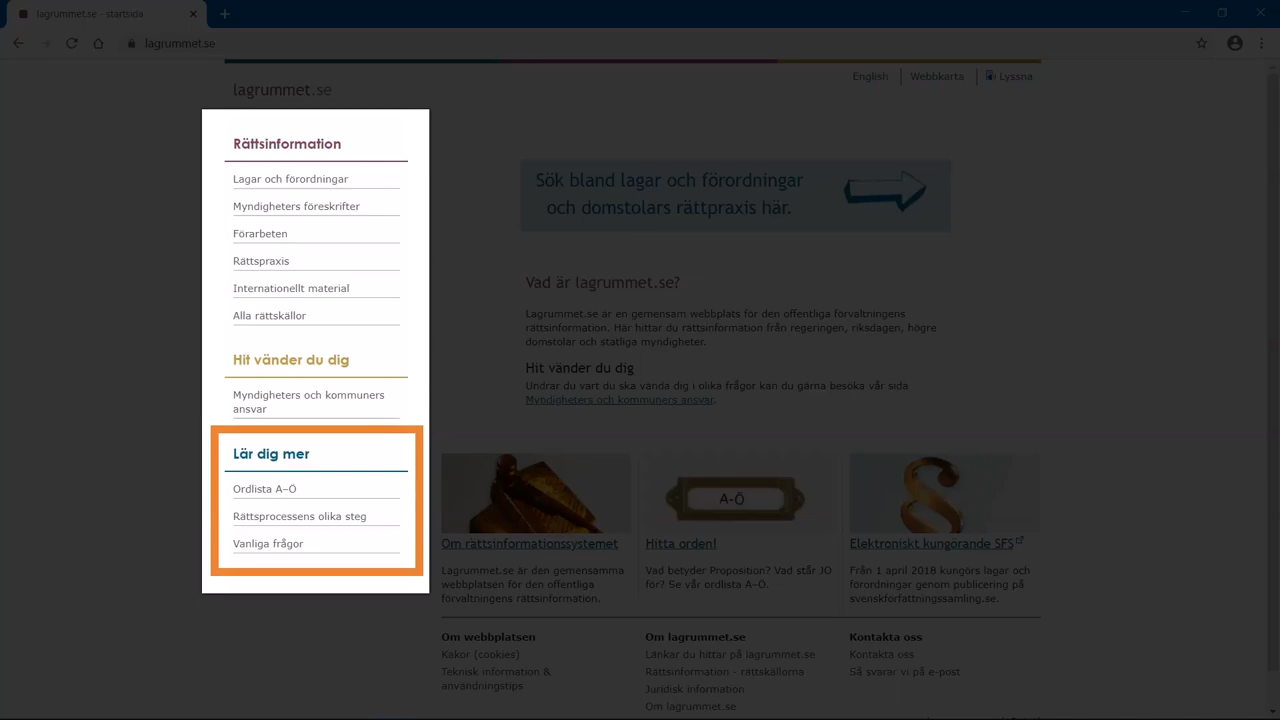 lagrummet.se - startsida
lagrummet.se
English
Webbkarta
Lyssna
lagrummet.se
Rättsinformation
Lagar och förordningar
Myndigheters föreskrifter
Förarbeten
Rättspraxis
Internationellt material
Alla rättskällor
Hit vänder du dig
Myndigheters och kommuners
ansvar
Lär dig mer
Ordlista A–Ö
Rättsprocessens olika steg
Vanliga frågor
Sök bland lagar och förordningar
och domstolars rättpraxis här.
Vad är lagrummet.se?
Lagrummet.se är en gemensam webbplats för den offentliga förvaltningens
rättsinformation. Här hittar du rättsinformation från regeringen, riksdagen, högre
domstolar och statliga myndigheter.
Hit vänder du dig
Undrar du vart du ska vända dig i olika frågor kan du gärna besöka vår sida
Myndigheters och kommuners ansvar.
A-Ö
Om rättsinformationssystemet
Lagrummet.se är den gemensamma
webbplatsen för den offentliga
förvaltningens rättsinformation.
Hitta orden!
Vad betyder Proposition? Vad står JO
för? Se vår ordlista A–Ö.
Elektroniskt kungörande SFS
Från 1 april 2018 kungörs lagar och
förordningar genom publicering på
svenskforfattningssamling.se.
Om webbplatsen
Kakor (cookies)
Teknisk information &
användningstips
Om lagrummet.se
Länkar du hittar på lagrummet.se
Rättsinformation - rättskällorna
Juridisk information
Om lagrummet.se
Kontakta oss
Kontakta oss
Så svarar vi på e-post